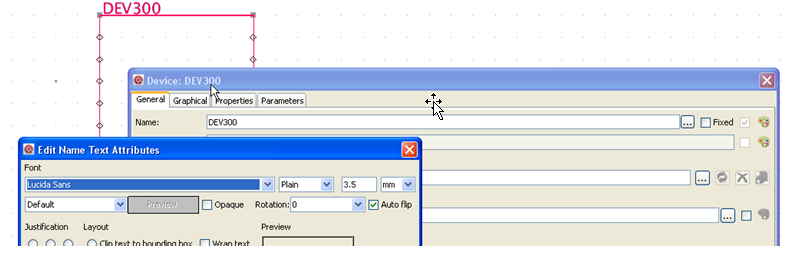 DEV300
Device: DEV300
General Graphical Properties Parameters
Name: DEV300 ... Fixed
Edit Name Text Attributes
Font
...
Lucida Sans Plain 3.5 mm
Default Preview Opaque Rotation: 0 Auto flip
...
Justification Layout Preview
Clip text to bounding box Wrap text